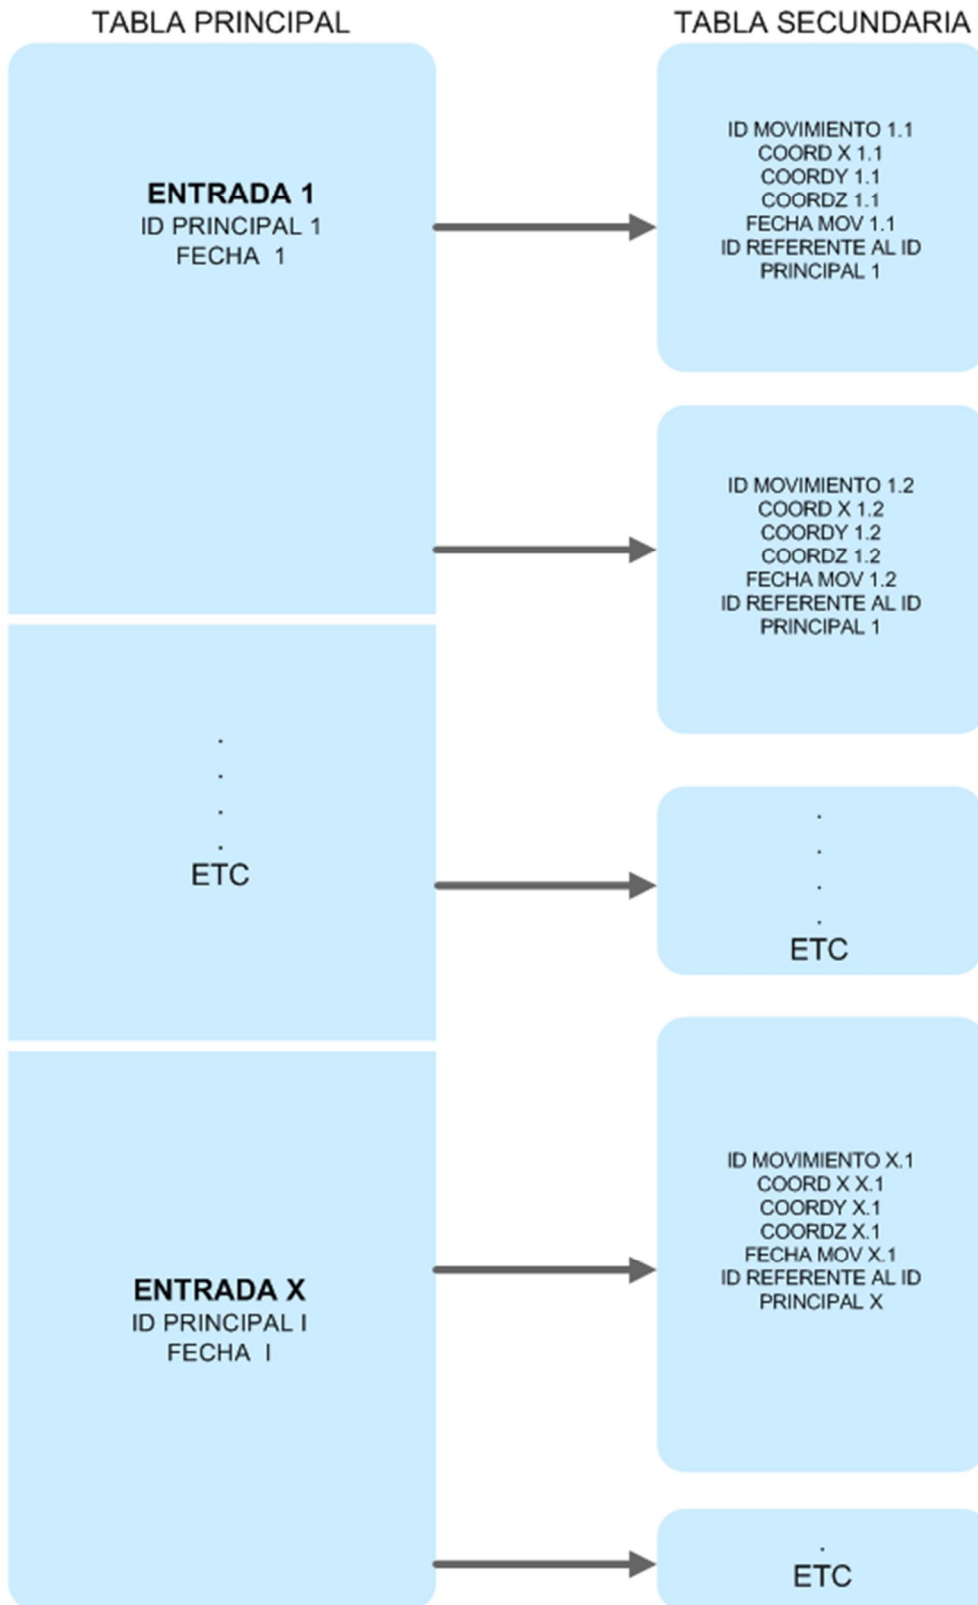 TABLA PRINCIPAL
TABLA SECUNDARIA
ENTRADA 1
ID PRINCIPAL 1
FECHA 1
ID MOVIMIENTO 1.1
COORD X 1.1
COORDY 1.1
COORDZ 1.1
FECHA MOV 1.1
ID REFERENTE AL ID
PRINCIPAL 1
ID MOVIMIENTO 1.2
COORD X 1.2
COORDY 1.2
COORDZ 1.2
FECHA MOV 1.2
ID REFERENTE AL ID
PRINCIPAL 1
.
.
.
.
ETC
.
.
.
.
ETC
ENTRADA X
ID PRINCIPAL I
FECHA I
ID MOVIMIENTO X.1
COORD X X.1
COORDY X.1
COORDZ X.1
FECHA MOV X.1
ID REFERENTE AL ID
PRINCIPAL X
.
ETC